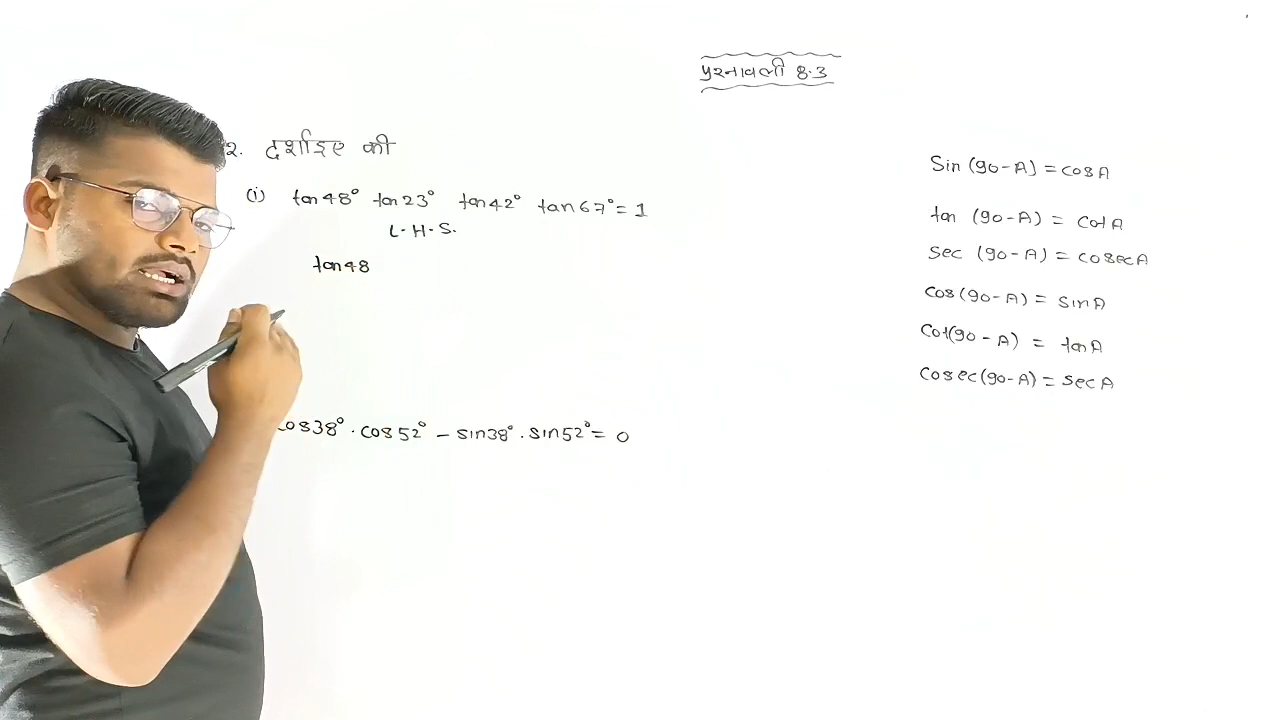 प्रश्नावली 8.3
2. दर्शाइए की
(i) tan48° tan23° tan42° tan67° = 1
L.H.S.
tan48
cos38° . cos52° - sin38° . sin52° = 0
Sin (90-A) = cosA
tan (90-A) = cotA
sec (90-A) = cosecA
cos(90-A) = sinA
Cot(90-A) = tanA
cosec(90-A) = secA